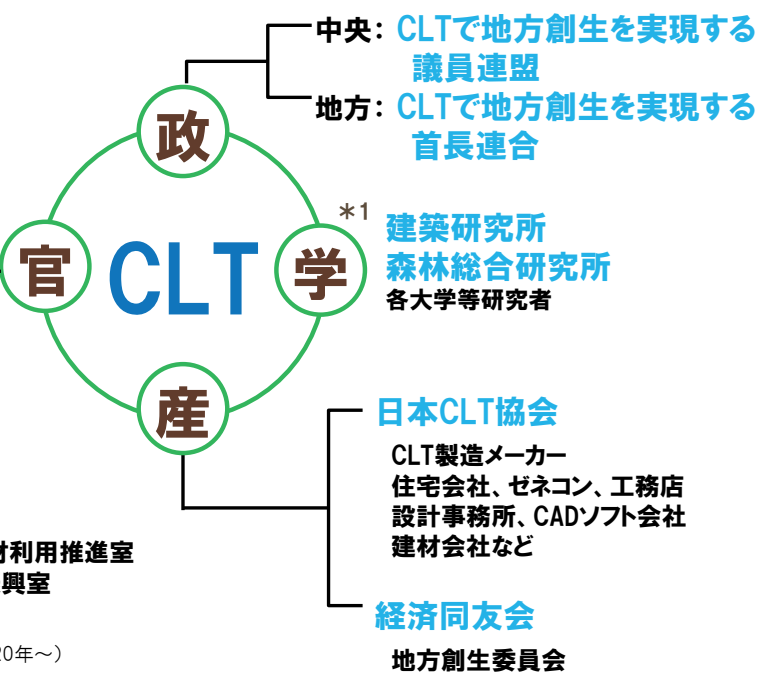 中央： CLTで地方創生を実現する
議員連盟
地方： CLTで地方創生を実現する
首長連合
政
＊1
官
CLT
学
建築研究所
森林総合研究所
各大学等研究者
産
日本CLT協会
CLT製造メーカー
住宅会社、ゼネコン、工務店
設計事務所、CADソフト会社
建材会社など
材利用推進室
興室
経済同友会
20年～）
地方創生委員会